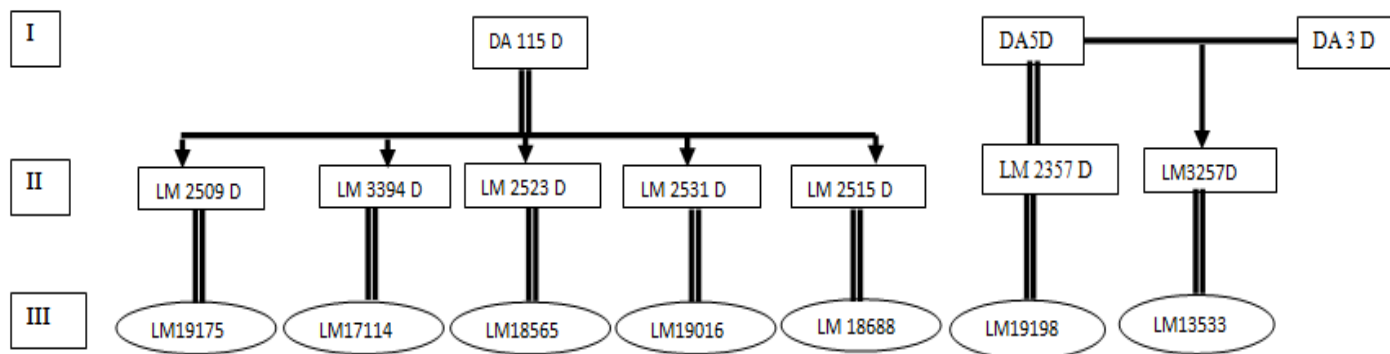 I
DA 115 D
DA5D
DA 3 D
II
LM 2509 D
LM 3394 D
LM 2523 D
LM 2531 D
LM 2515 D
LM 2357 D
LM3257D
III
LM19175
LM17114
LM18565
LM19016
LM 18688
LM19198
LM13533